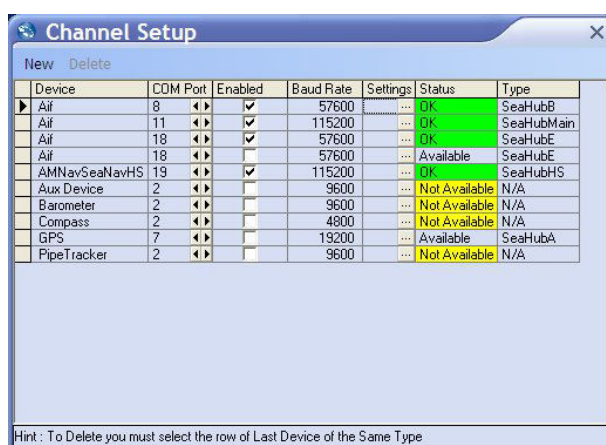 Channel Setup
New Delete
Device COM Port Enabled Baud Rate Settings Status Type
Aif 8 57600 ... OK SeaHubB
Aif 11 115200 ... OK SeaHubMain
Aif 18 57600 ... OK SeaHubE
Aif 18 57600 ... Available SeaHubE
AMNavSeaNavHS 19 115200 ... OK SeaHubHS
Aux Device 2 9600 ... Not Available N/A
Barometer 2 9600 ... Not Available N/A
Compass 2 4800 ... Not Available N/A
GPS 7 19200 ... Available SeaHubA
PipeTracker 2 9600 ... Not Available N/A
Hint : To Delete you must select the row of Last Device of the Same Type